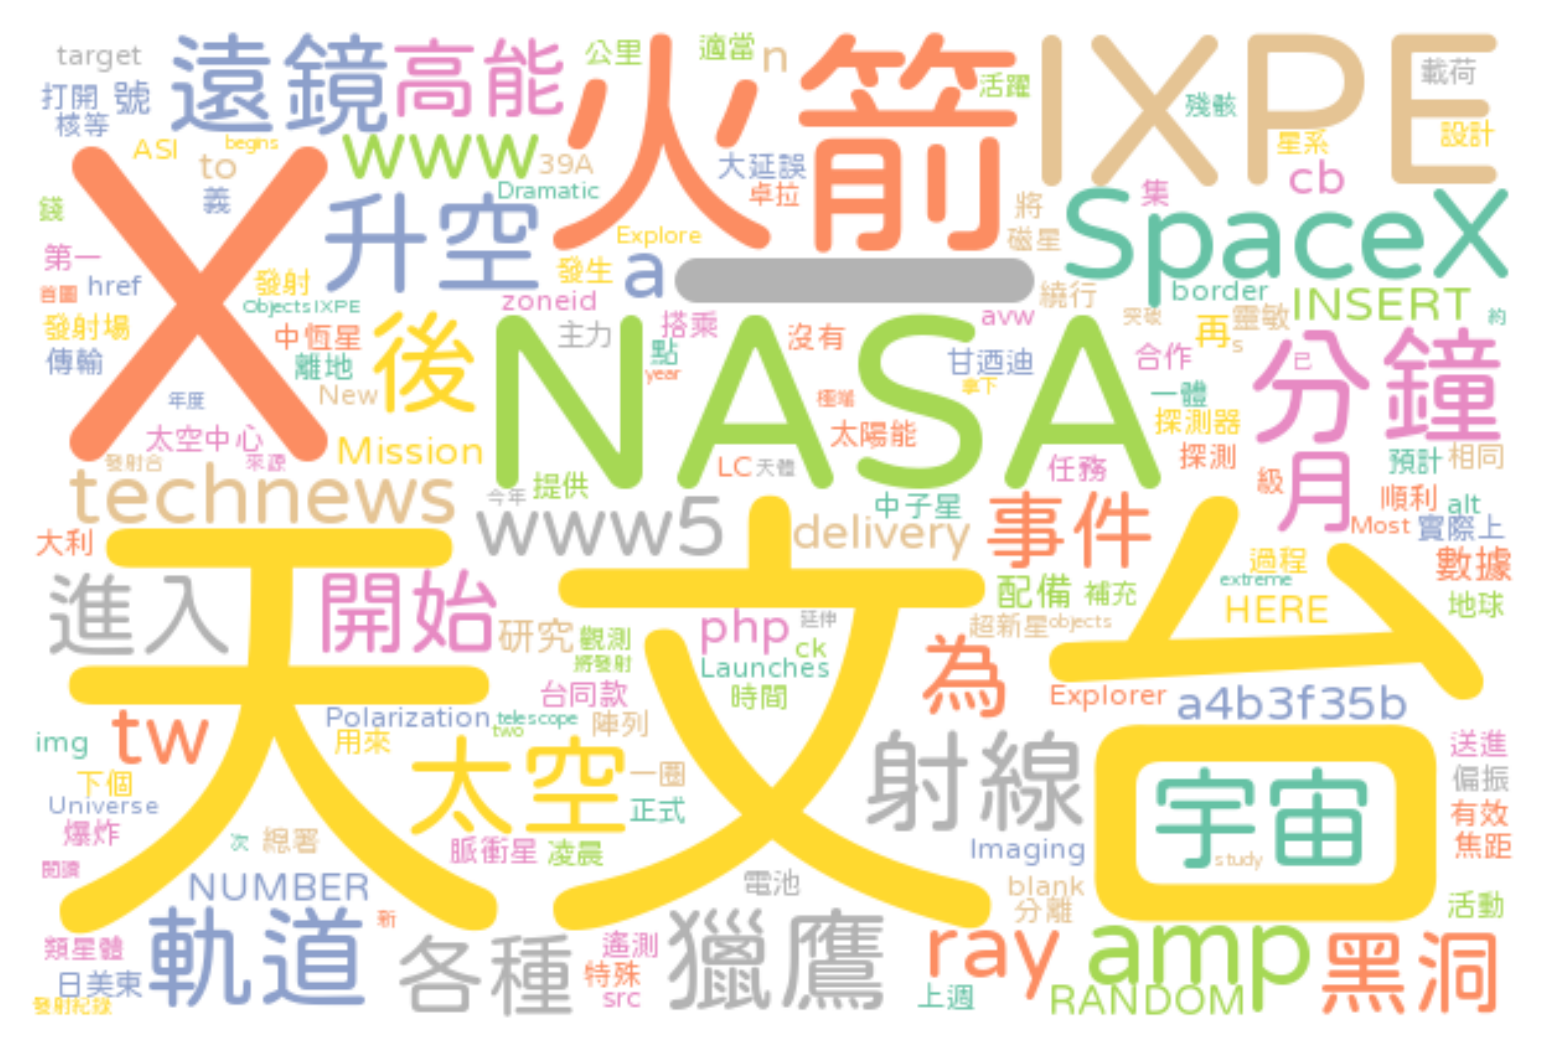 target
遠鏡
高能
公里
火箭
適當
n
活躍
IXPE
載荷
打開
號
核等
ASI
begins
to
www
39A
大延誤
殘骸
星系
設計
cb
X
義
Dramatic
卓拉
集
錢
升空
Explore
將
磁星
SpaceX
第一
href
發射
發生
a
一
繞行
border
INSERT
首圖
Objects
IXPE
zoneid
搭乘
avw
突破
靈敏
約
發射場
中恆星
後
主力
NASA
點
沒有
再
s
分鐘
已
傳輸
離地
year
甘迺迪
合作
年度
New
極端
拿下
一體
太空中心
Mission
太陽能
探測器
發射台
來源
LC
天體
任務
探測
預計
相同
technews
今年
提供
中子星
級
月
順利
alt
大利
www5
delivery
事件
Most
實際上
天文台
過程
數據
進入
開始
配備
補充
extreme
HERE
地球
研究
觀測
php
延伸
超新星
objects
將發射
ck
Launches
為
台同款
時間
Explorer
a4b3f35b
tw
Polarization
telescope
two
陣列
img
用來
太空
射線
送進
下個
一圈
宇宙
偏振
Universe
正式
有效
爆炸
次
總署
脈衝星
凌晨
Imaging
study
焦距
閱讀
NUMBER
電池
blank
分離
活動
軌道
新
各種
遙測
獵鷹
ray
amp
黑洞
類星體
日美東
特殊
src
上週
RANDOM
發射紀錄